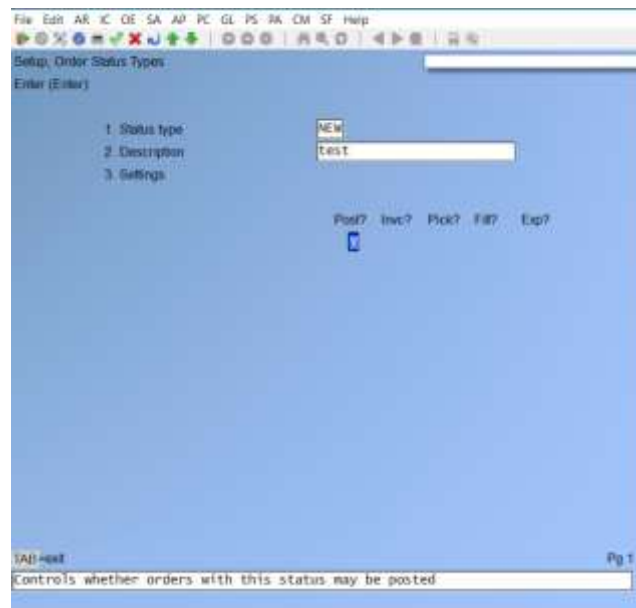 File Edit AR IC OE SA AP PC GL PS PA CM SF Help
Setup, Order Status Types
Enter (Enter)
1. Status type NEW
2. Description test
3. Settings
Post? Invc? Pick? Fill? Exp?
TAB=exit Pg 1
Controls whether orders with this status may be posted